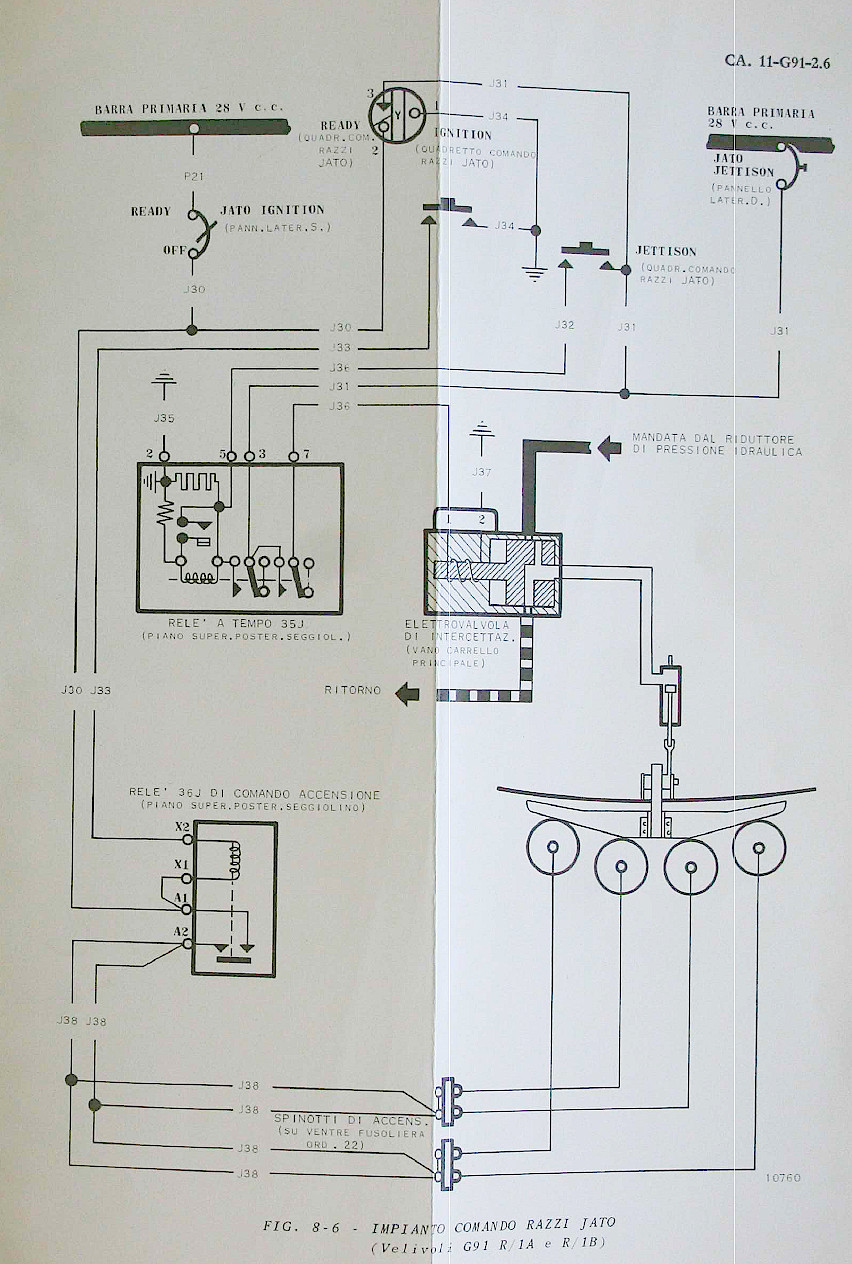 CA. 11-G91-2.6
BARRA PRIMARIA 28 V c.c.
P21
READY
JATO IGNITION
(PANN.LATER.S.)
OFF
J30
3
1
2
Y
READY
(QUADR.COM.
RAZZI
JATO)
IGNITION
(QUADRETTO COMANDO
RAZZI JATO)
J31
J34
J34
BARRA PRIMARIA
28 V c.c.
JATO
JETTISON
(PANNELLO
LATER.D.)
JETTISON
(QUADR.COMANDO
RAZZI JATO)
J32
J31
J31
J30
J33
J36
J31
J36
J35
2
5
3
7
RELE' A TEMPO 35J
(PIANO SUPER.POSTER.SEGGIOL.)
MANDATA DAL RIDUTTORE
DI PRESSIONE IDRAULICA
J37
1
2
ELETTROVALVOLA
DI INTERCETTAZ.
(VANO CARRELLO
PRINCIPALE)
RITORNO
J30
J33
RELE' 36J DI COMANDO ACCENSIONE
(PIANO SUPER.POSTER.SEGGIOLINO)
X2
X1
A1
A2
J38
J38
J38
J38
SPINOTTI DI ACCENS.
(SU VENTRE FUSOLIERA
ORD. 22)
J38
J38
10760
FIG. 8-6 - IMPIANTO COMANDO RAZZI JATO
(Velivoli G91 R/1A e R/1B)